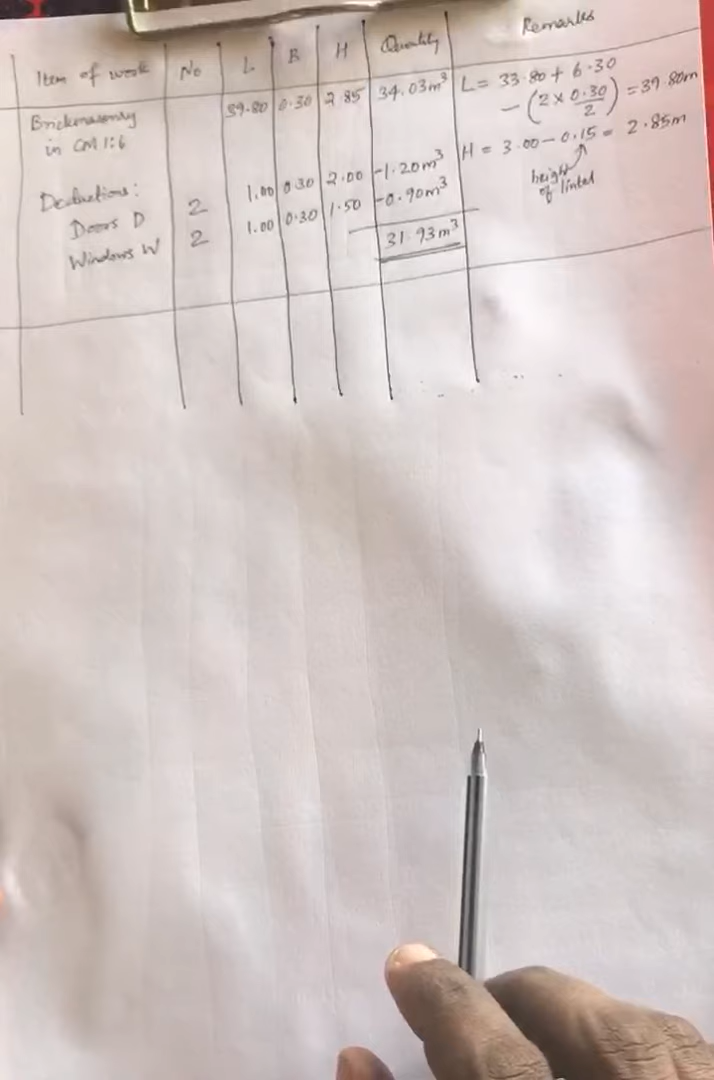 Item of work No L B H Quantity Remarks
Brickmasonry 39.80 0.30 2.85 34.03m³ L = 33.80 + 6.30
in CM 1:6 - (2 × 0.30/2) = 39.80m
H = 3.00 - 0.15 = 2.85m
height
of lintel
Deductions:
Doors D 2 1.00 0.30 2.00 -1.20m³
Windows W 2 1.00 0.30 1.50 -0.90m³
31.93m³